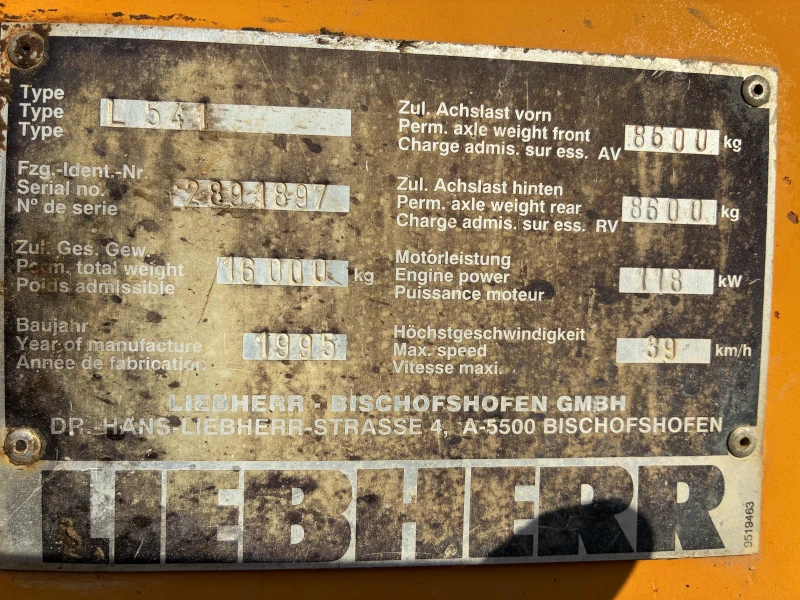 Type
Type
Type
L 541
Fzg.-Ident.-Nr.
Serial no.
N° de serie
2891897
Zul. Ges. Gew.
Perm. total weight
Poids admissible
16000 kg
Baujahr
Year of manufacture
Année de fabrication
1995
Zul. Achslast vorn
Perm. axle weight front
Charge admis. sur ess. AV
8600 kg
Zul. Achslast hinten
Perm. axle weight rear
Charge admis. sur ess. RV
8600 kg
Motorleistung
Engine power
Puissance moteur
118 kW
Höchstgeschwindigkeit
Max. speed
Vitesse maxi.
39 km/h
LIEBHERR - BISCHOFSHOFEN GMBH
DR.-HANS-LIEBHERR-STRASSE 4, A-5500 BISCHOFSHOFEN
LIEBHERR
9519463